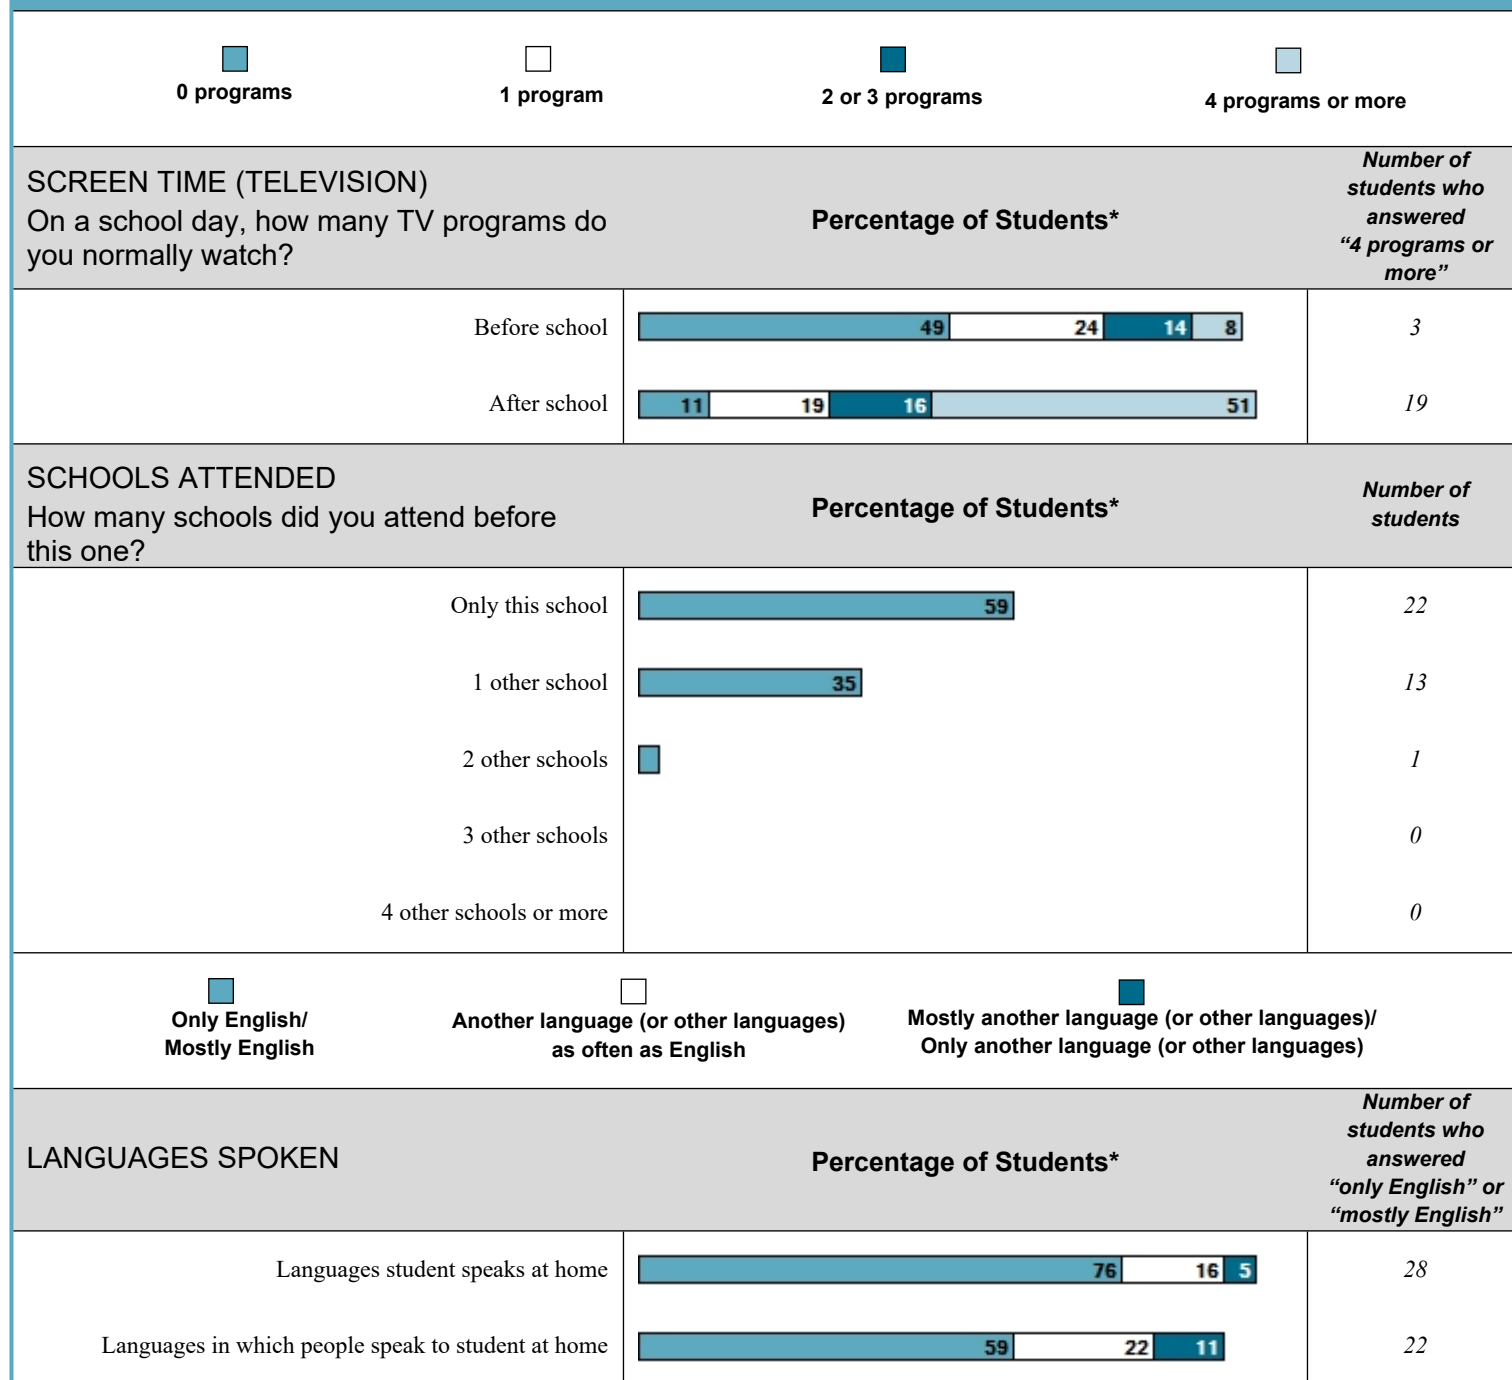 0 programs
1 program
2 or 3 programs
4 programs or more
SCREEN TIME (TELEVISION)
On a school day, how many TV programs do
you normally watch?
Percentage of Students*
Number of
students who
answered
“4 programs or
more”
Before school
49 24 14 8
3
After school
11 19 16 51
19
SCHOOLS ATTENDED
How many schools did you attend before
this one?
Percentage of Students*
Number of
students
Only this school
59
22
1 other school
35
13
2 other schools
1
3 other schools
0
4 other schools or more
0
Only English/
Mostly English
Another language (or other languages)
as often as English
Mostly another language (or other languages)/
Only another language (or other languages)
LANGUAGES SPOKEN
Percentage of Students*
Number of
students who
answered
“only English” or
“mostly English”
Languages student speaks at home
76 16 5
28
Languages in which people speak to student at home
59 22 11
22